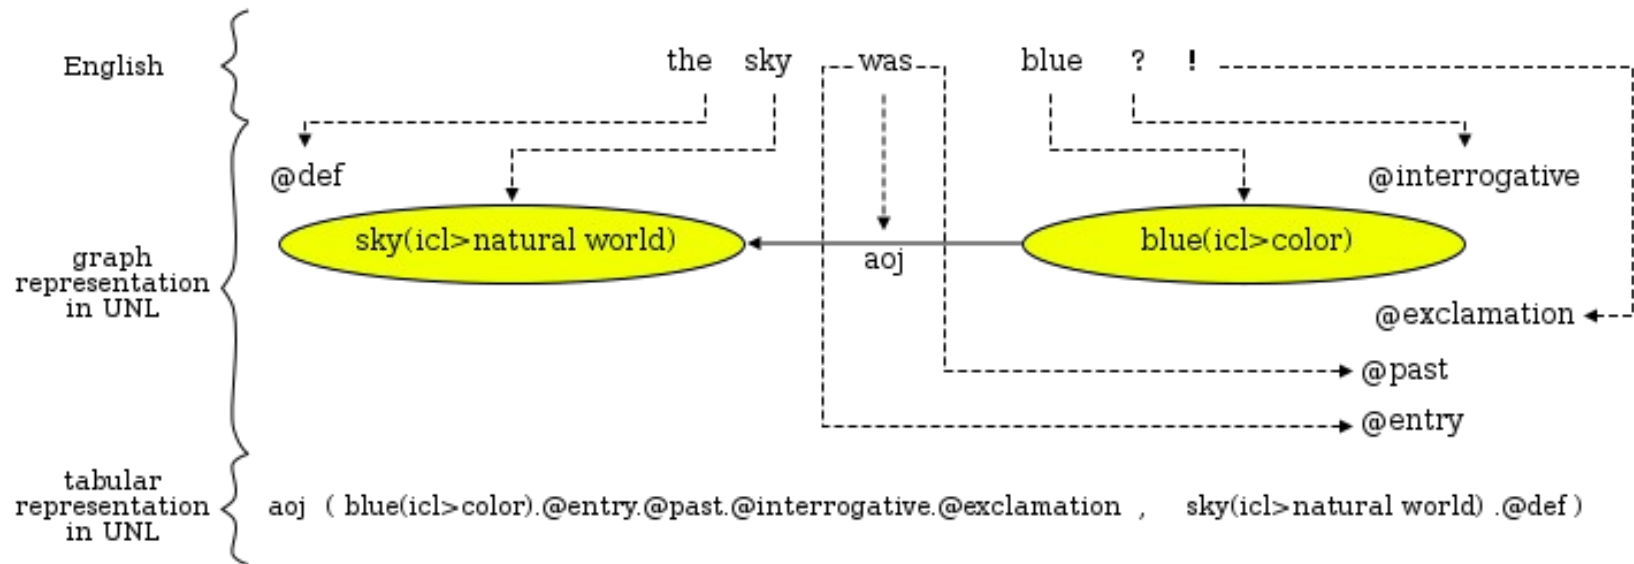 English
the sky was blue ? !
@def
@interrogative
sky(icl>natural world)
blue(icl>color)
aoj
graph
representation
in UNL
@exclamation
@past
@entry
tabular
representation
in UNL
aoj ( blue(icl>color).@entry.@past.@interrogative.@exclamation , sky(icl>natural world) .@def )